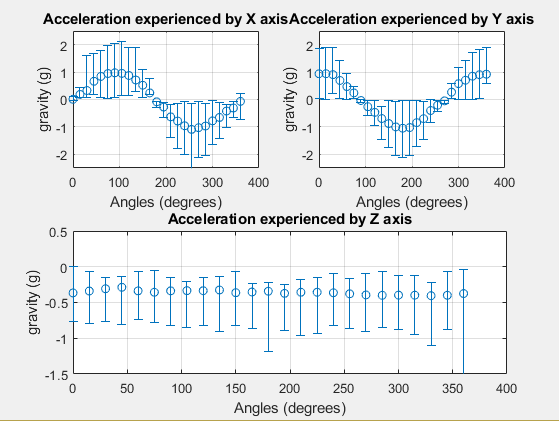 Acceleration experienced by X axis
Acceleration experienced by Y axis
2
1
0
-1
-2
gravity (g)
0 100 200 300 400
Angles (degrees)
2
1
0
-1
-2
gravity (g)
0 100 200 300 400
Angles (degrees)
Acceleration experienced by Z axis
0.5
0
-0.5
-1
-1.5
gravity (g)
0 50 100 150 200 250 300 350 400
Angles (degrees)